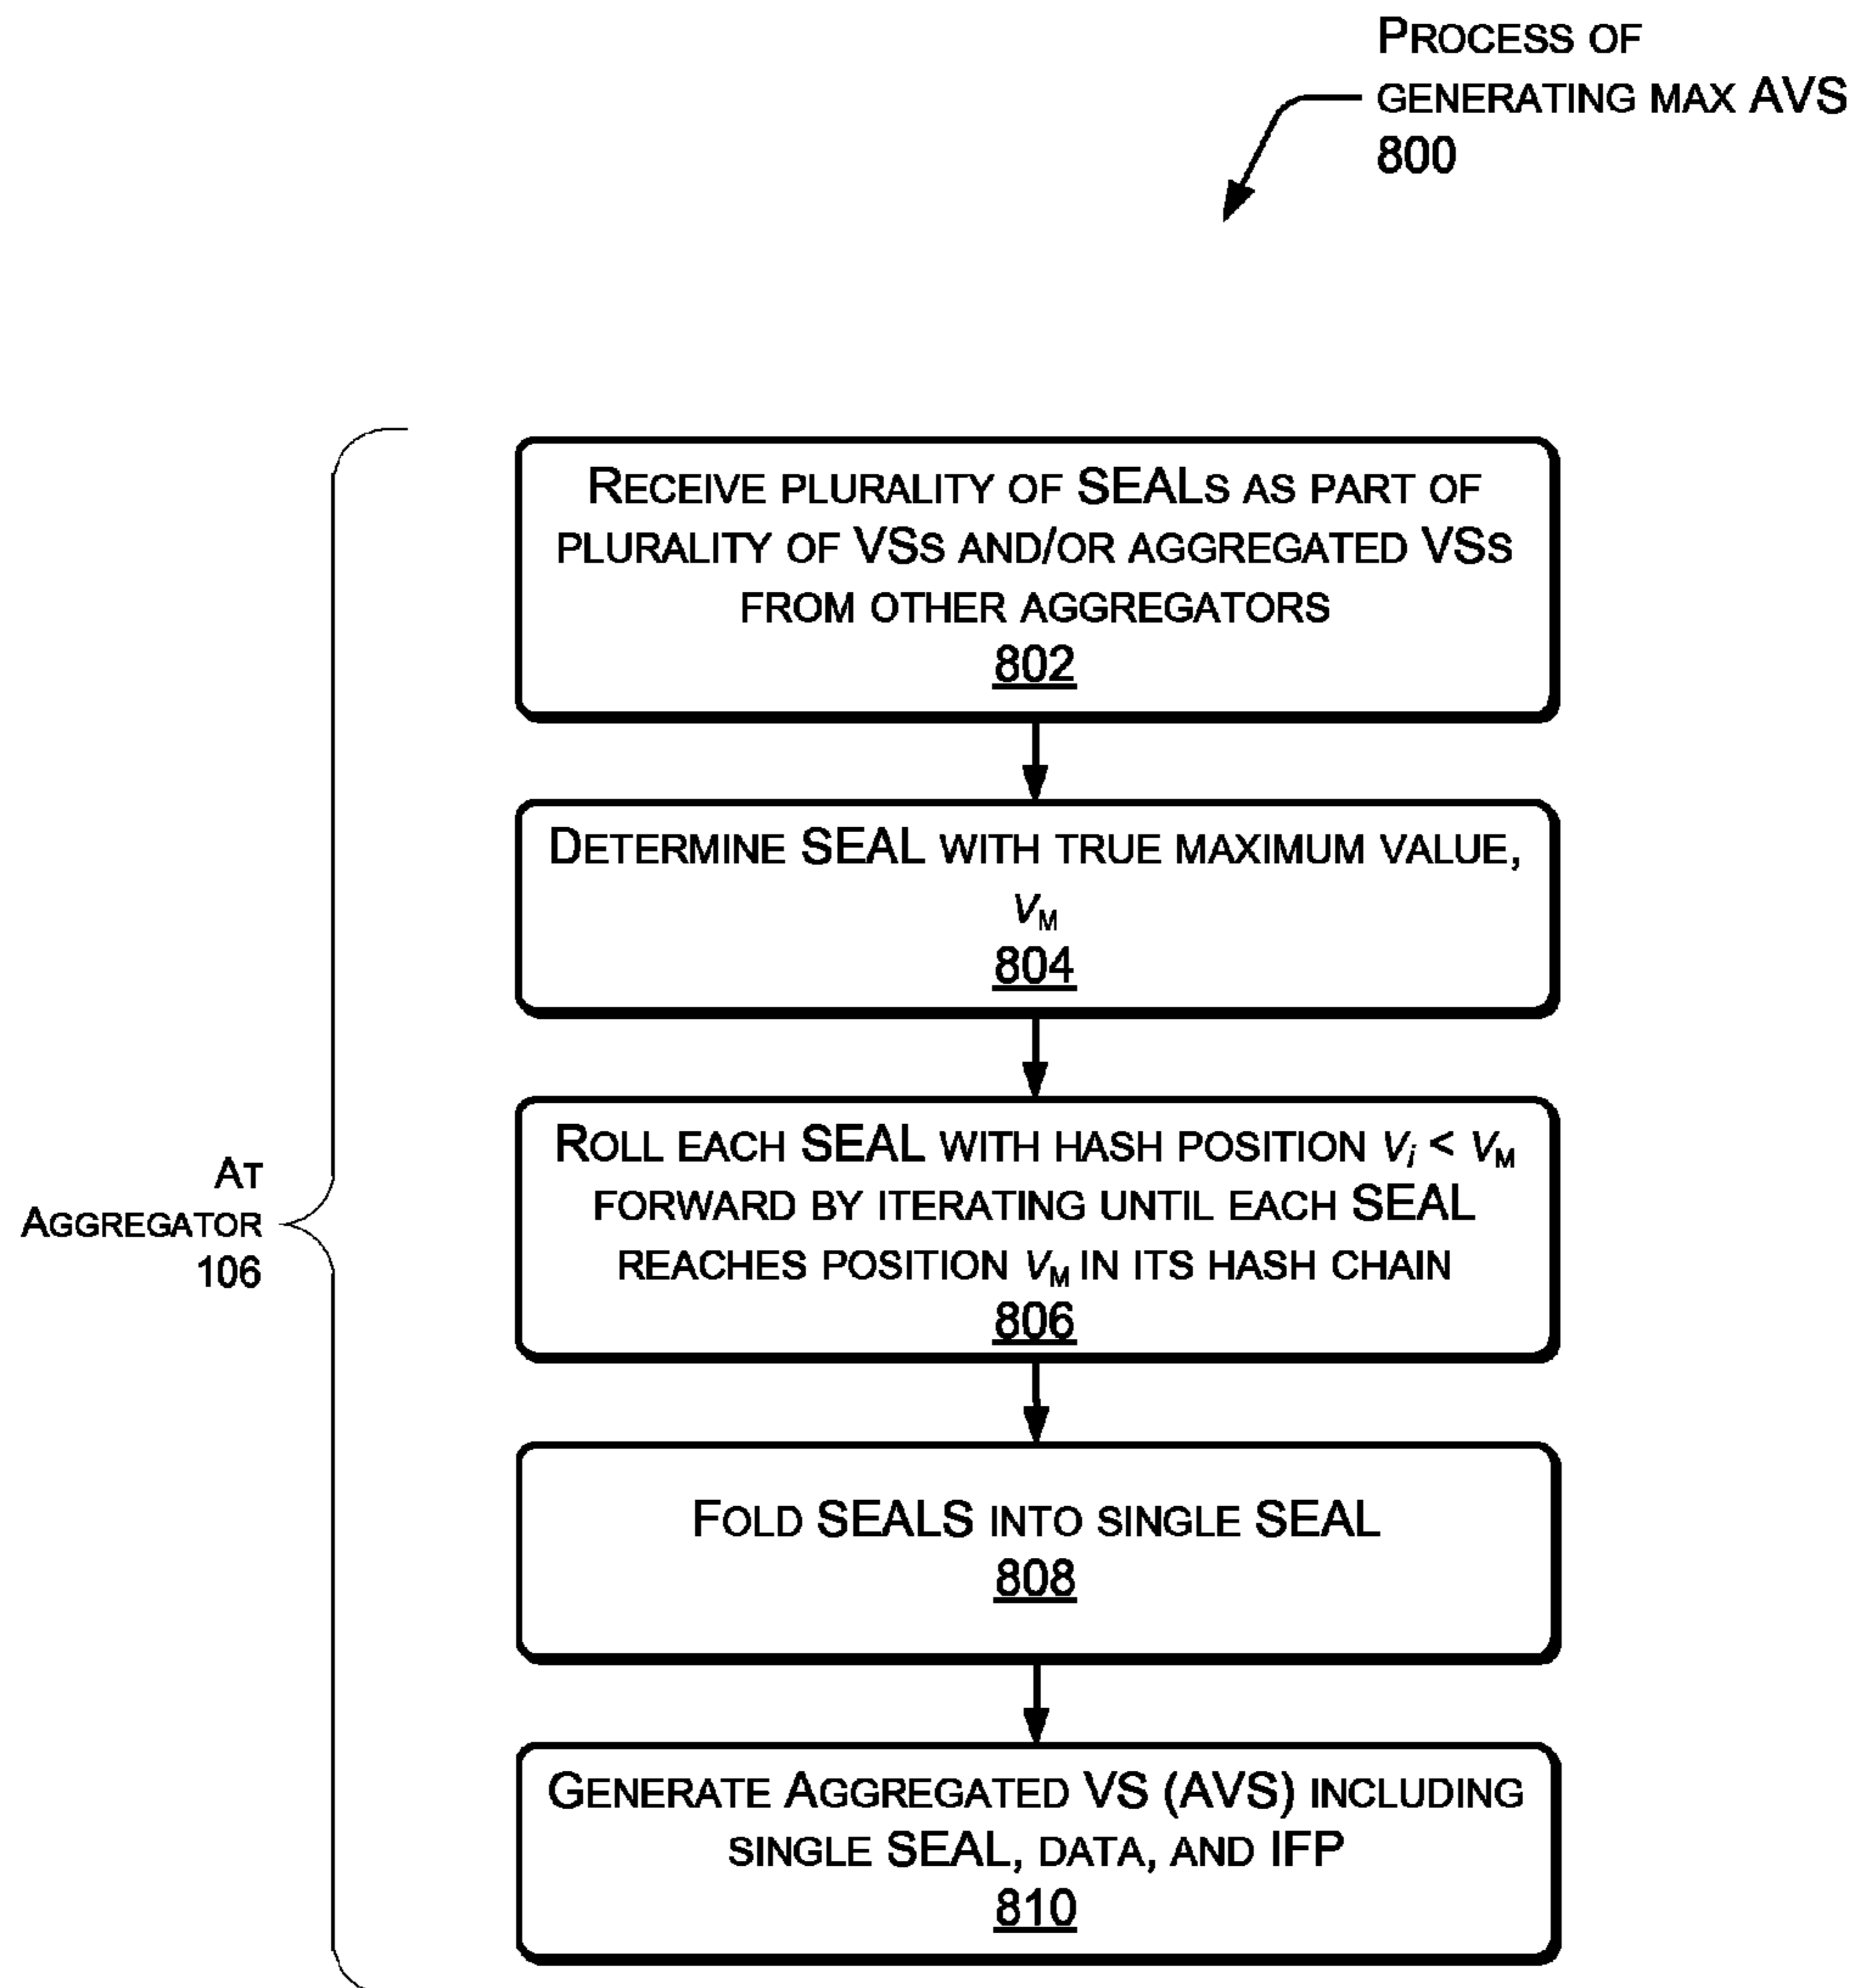 PROCESS OF
GENERATING MAX AVS
800
RECEIVE PLURALITY OF SEALS AS PART OF
PLURALITY OF VSS AND/OR AGGREGATED VSS
FROM OTHER AGGREGATORS
802
DETERMINE SEAL WITH TRUE MAXIMUM VALUE,
vM
804
ROLL EACH SEAL WITH HASH POSITION vi < vM
FORWARD BY ITERATING UNTIL EACH SEAL
REACHES POSITION vM IN ITS HASH CHAIN
806
AT
AGGREGATOR
106
FOLD SEALS INTO SINGLE SEAL
808
GENERATE AGGREGATED VS (AVS) INCLUDING
SINGLE SEAL, DATA, AND IFP
810